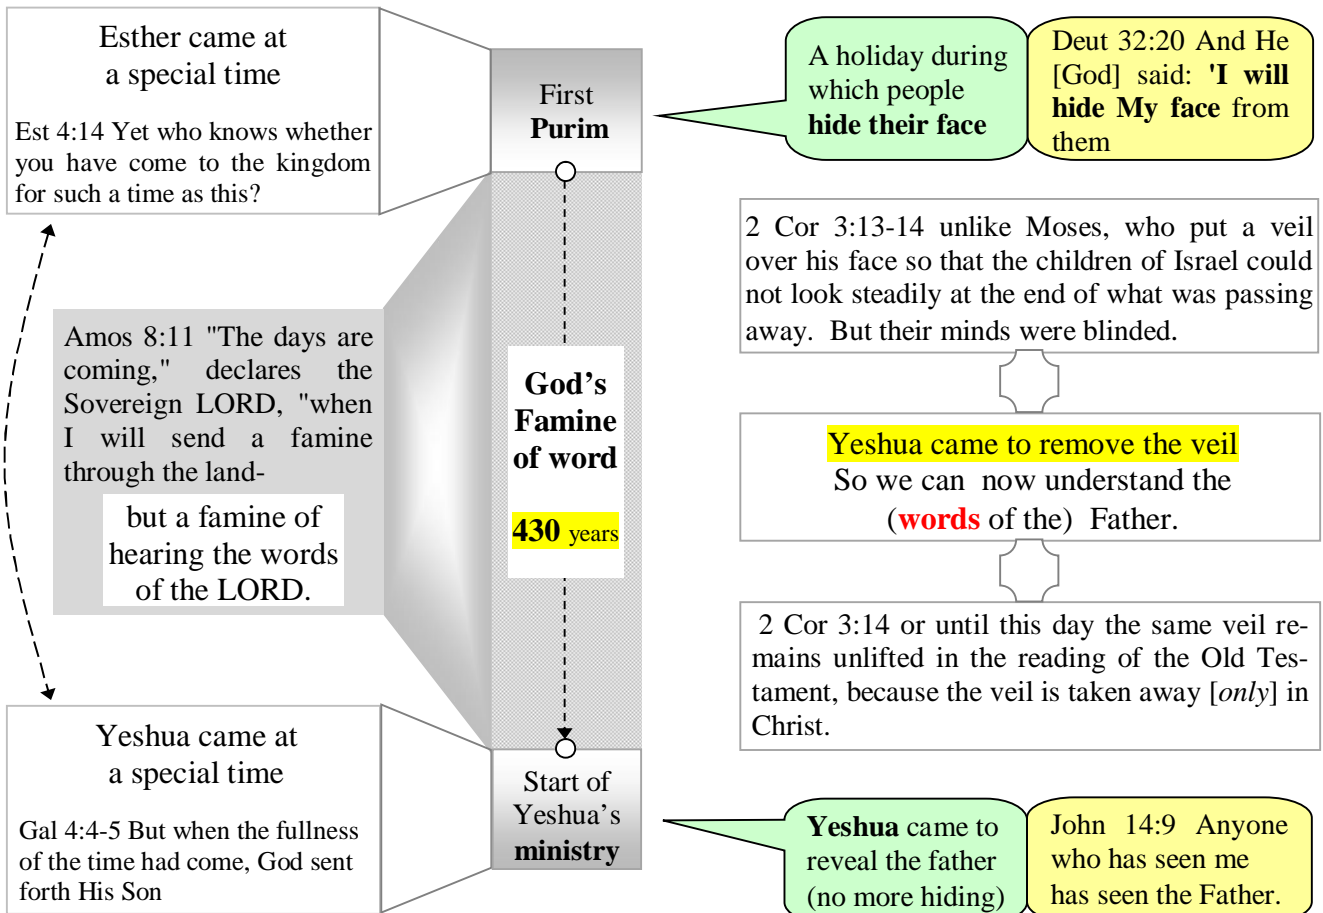 Esther came at
a special time
Est 4:14 Yet who knows whether
you have come to the kingdom
for such a time as this?
First
Purim
A holiday during
which people
hide their face
Deut 32:20 And He
[God] said: 'I will
hide My face from
them
2 Cor 3:13-14 unlike Moses, who put a veil
over his face so that the children of Israel could
not look steadily at the end of what was passing
away. But their minds were blinded.
Amos 8:11 "The days are
coming," declares the
Sovereign LORD, "when
I will send a famine
through the land-
but a famine of
hearing the words
of the LORD.
God's
Famine
of word
430 years
Yeshua came to remove the veil
So we can now understand the
(words of the) Father.
2 Cor 3:14 or until this day the same veil re-
mains unlifted in the reading of the Old Tes-
tament, because the veil is taken away [only] in
Christ.
Yeshua came at
a special time
Gal 4:4-5 But when the fullness
of the time had come, God sent
forth His Son
Start of
Yeshua's
ministry
Yeshua came to
reveal the father
(no more hiding)
John 14:9 Anyone
who has seen me
has seen the Father.